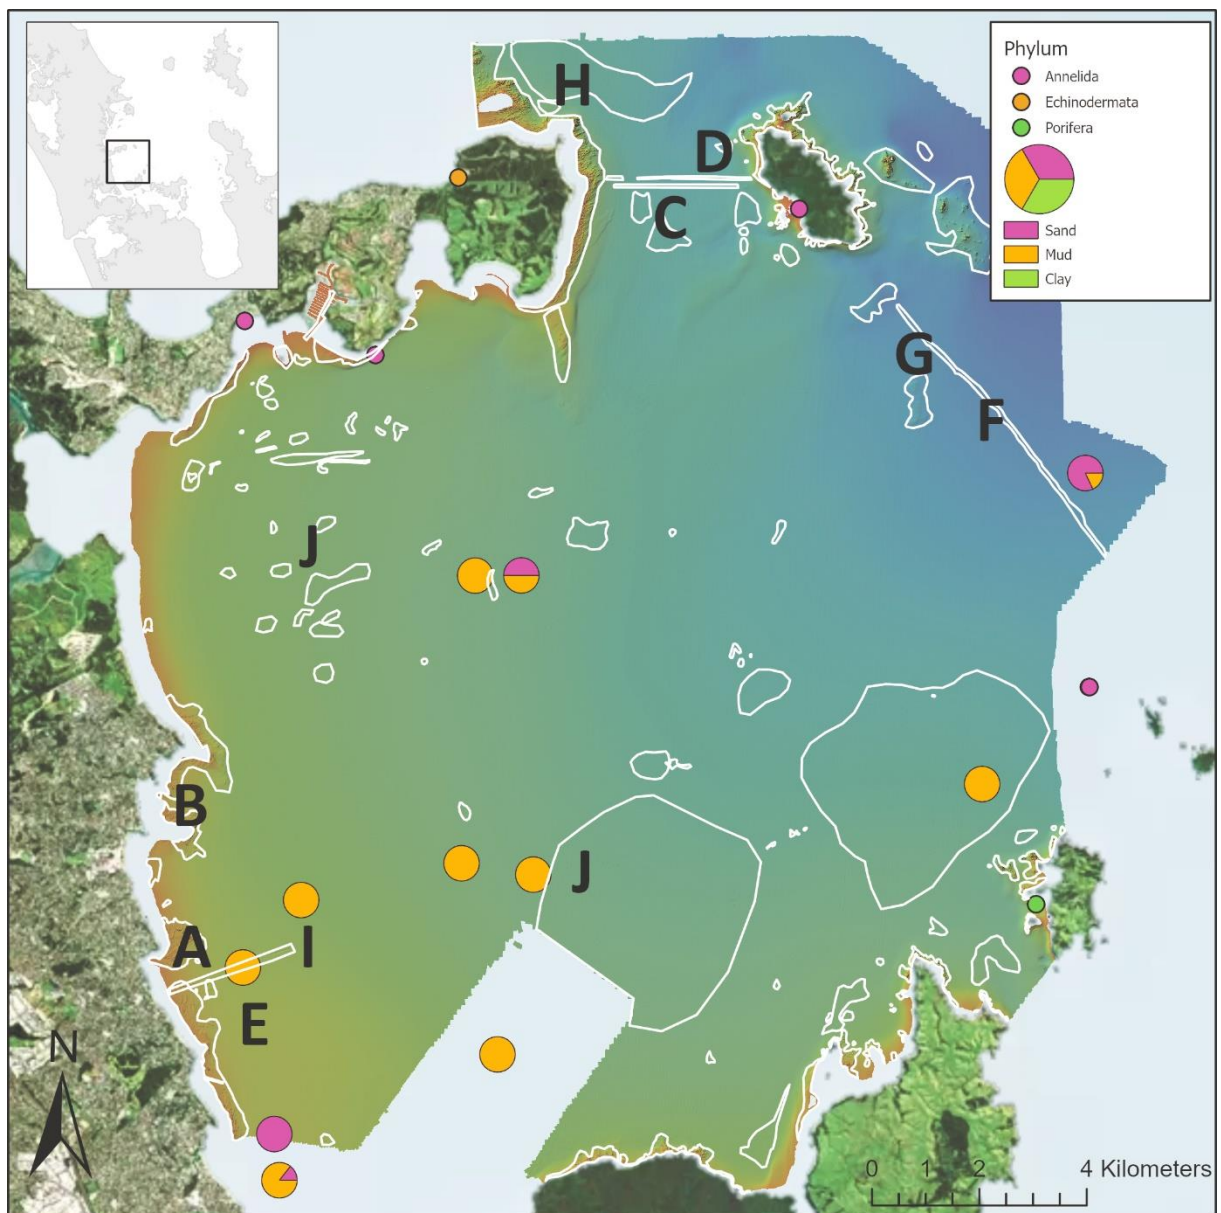 Phylum
Annelida
Echinodermata
Porifera
Sand
Mud
Clay
H
D
C
G
F
J
B
J
A
I
E
N
0 1 2 4 Kilometers